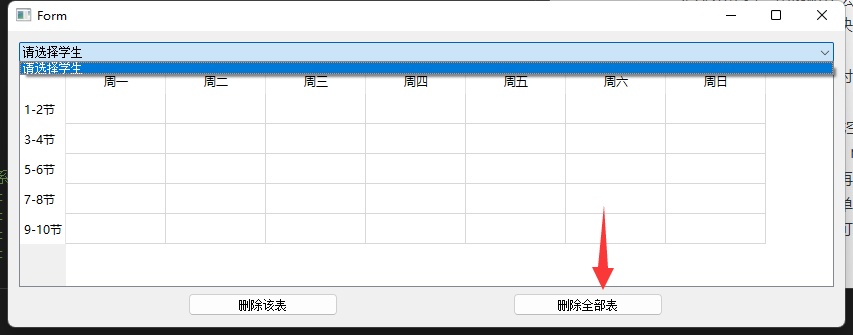 Form
请选择学生
请选择学生
周一 周二 周三 周四 周五 周六 周日
1-2节
3-4节
5-6节
7-8节
9-10节
删除该表 删除全部表